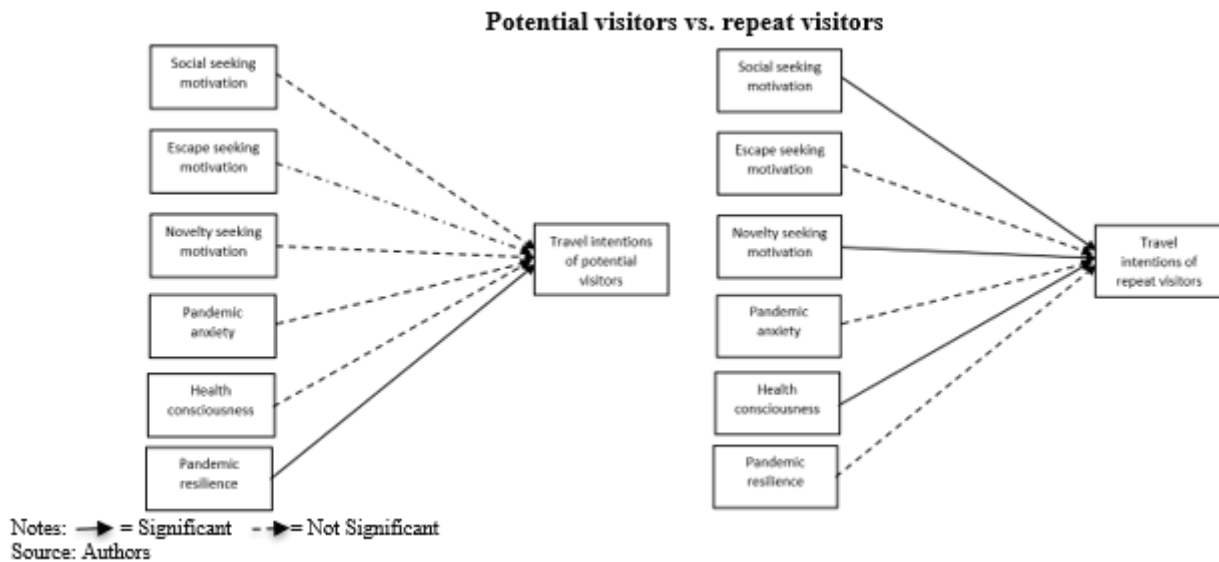 Potential visitors vs. repeat visitors
Social seeking
motivation
Escape seeking
motivation
Novelty seeking
motivation
Pandemic
anxiety
Health
consciousness
Pandemic
resilience
Travel intentions
of potential
visitors
Social seeking
motivation
Escape seeking
motivation
Novelty seeking
motivation
Pandemic
anxiety
Health
consciousness
Pandemic
resilience
Travel
intentions of
repeat visitors
Notes: = Significant = Not Significant
Source: Authors